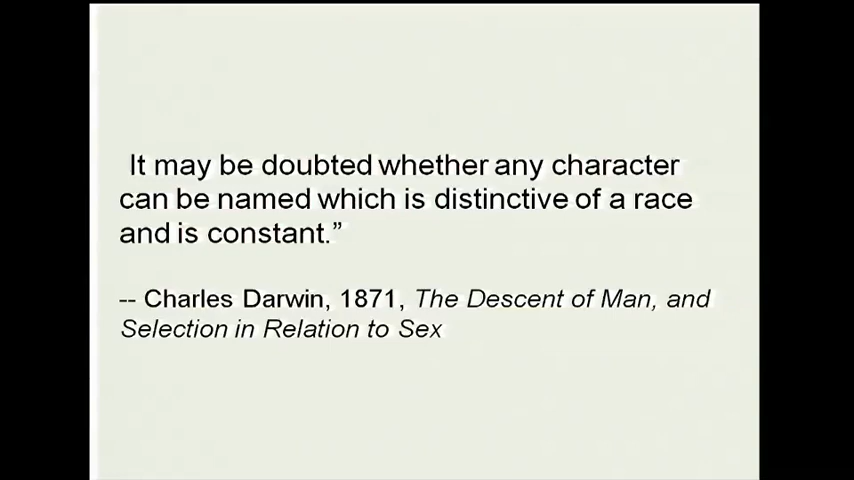 It may be doubted whether any character
can be named which is distinctive of a race
and is constant.”
-- Charles Darwin, 1871, The Descent of Man, and
Selection in Relation to Sex